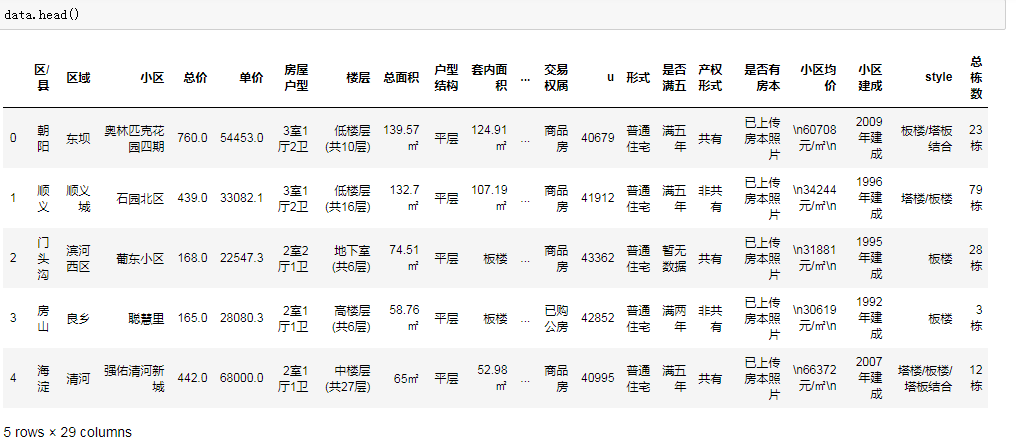 data.head()
区/县 区域 小区 总价 单价 房屋户型 楼层 总面积 户型结构 套内面积 ... 交易权属 u 形式 是否满五 产权形式 是否有房本 小区均价 小区建成 style 总栋数
0 朝阳 东坝 奥林匹克花园四期 760.0 54453.0 3室1厅2卫 低楼层(共10层) 139.57㎡ 平层 124.91㎡ ... 商品房 40679 普通住宅 满五年 共有 已上传房本照片 \n60708元/㎡\n 2009年建成 板楼/塔板结合 23栋
1 顺义 顺义城 石园北区 439.0 33082.1 3室1厅2卫 低楼层(共16层) 132.7㎡ 平层 107.19㎡ ... 商品房 41912 普通住宅 满五年 非共有 已上传房本照片 \n34244元/㎡\n 1996年建成 塔楼/板楼 79栋
2 门头沟 滨河西区 葡东小区 168.0 22547.3 2室2厅1卫 地下室(共6层) 74.51㎡ 平层 板楼 ... 商品房 43362 普通住宅 暂无数据 共有 已上传房本照片 \n31881元/㎡\n 1995年建成 板楼 28栋
3 房山 良乡 聪慧里 165.0 28080.3 2室1厅1卫 高楼层(共6层) 58.76㎡ 平层 板楼 ... 已购公房 42852 普通住宅 满两年 非共有 已上传房本照片 \n30619元/㎡\n 1992年建成 板楼 3栋
4 海淀 清河 强佑清河新城 442.0 68000.0 2室1厅1卫 中楼层(共27层) 65㎡ 平层 52.98㎡ ... 商品房 40995 普通住宅 满五年 共有 已上传房本照片 \n66372元/㎡\n 2007年建成 塔楼/板楼/塔板结合 12栋
5 rows × 29 columns